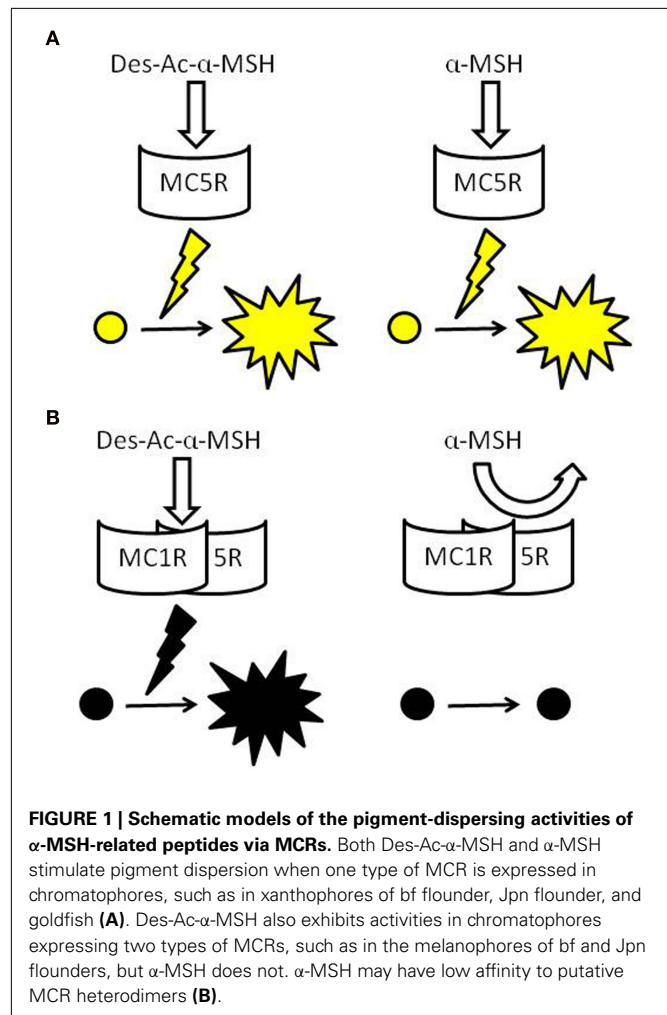 A
Des-Ac-α-MSH α-MSH
MC5R MC5R
B
Des-Ac-α-MSH α-MSH
MC1R 5R MC1R 5R
FIGURE 1 | Schematic models of the pigment-dispersing activities of
α-MSH-related peptides via MCRs. Both Des-Ac-α-MSH and α-MSH
stimulate pigment dispersion when one type of MCR is expressed in
chromatophores, such as in xanthophores of bf flounder, Jpn flounder, and
goldfish (A). Des-Ac-α-MSH also exhibits activities in chromatophores
expressing two types of MCRs, such as in the melanophores of bf and Jpn
flounders, but α-MSH does not. α-MSH may have low affinity to putative
MCR heterodimers (B).